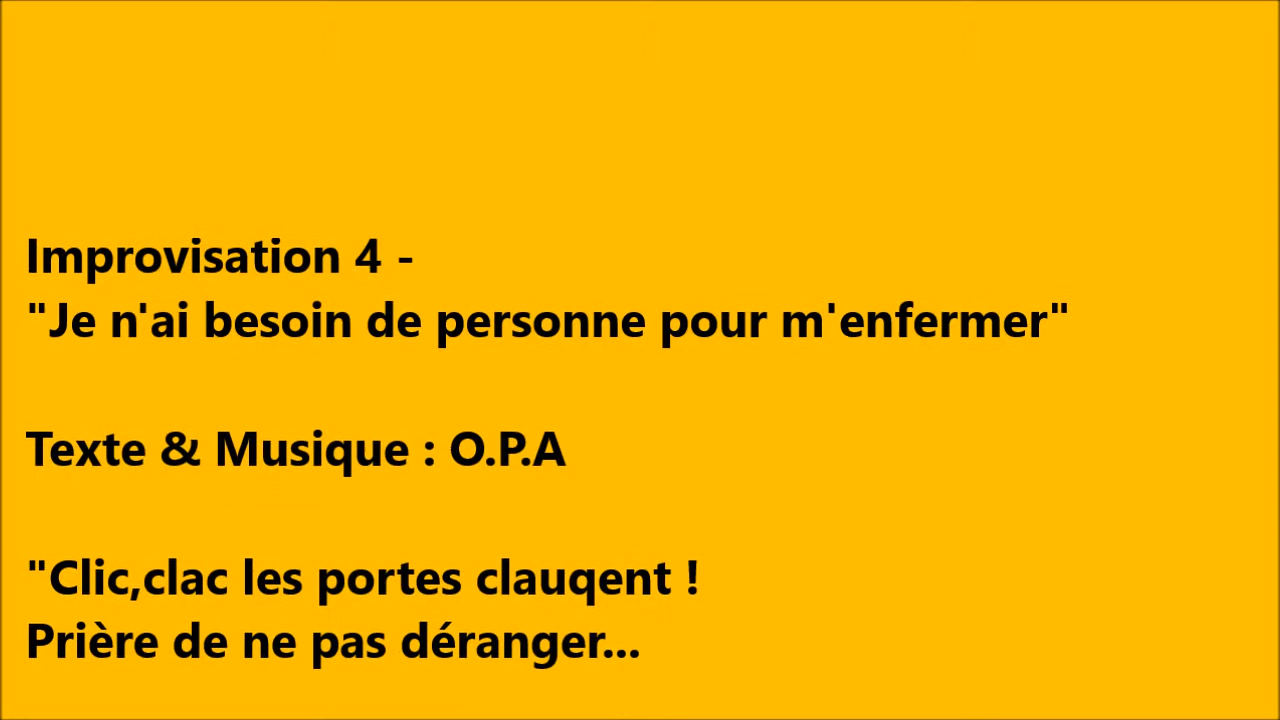 Improvisation 4 -
"Je n'ai besoin de personne pour m'enfermer"
Texte & Musique : O.P.A
"Clic,clac les portes clauqent !
Prière de ne pas déranger...